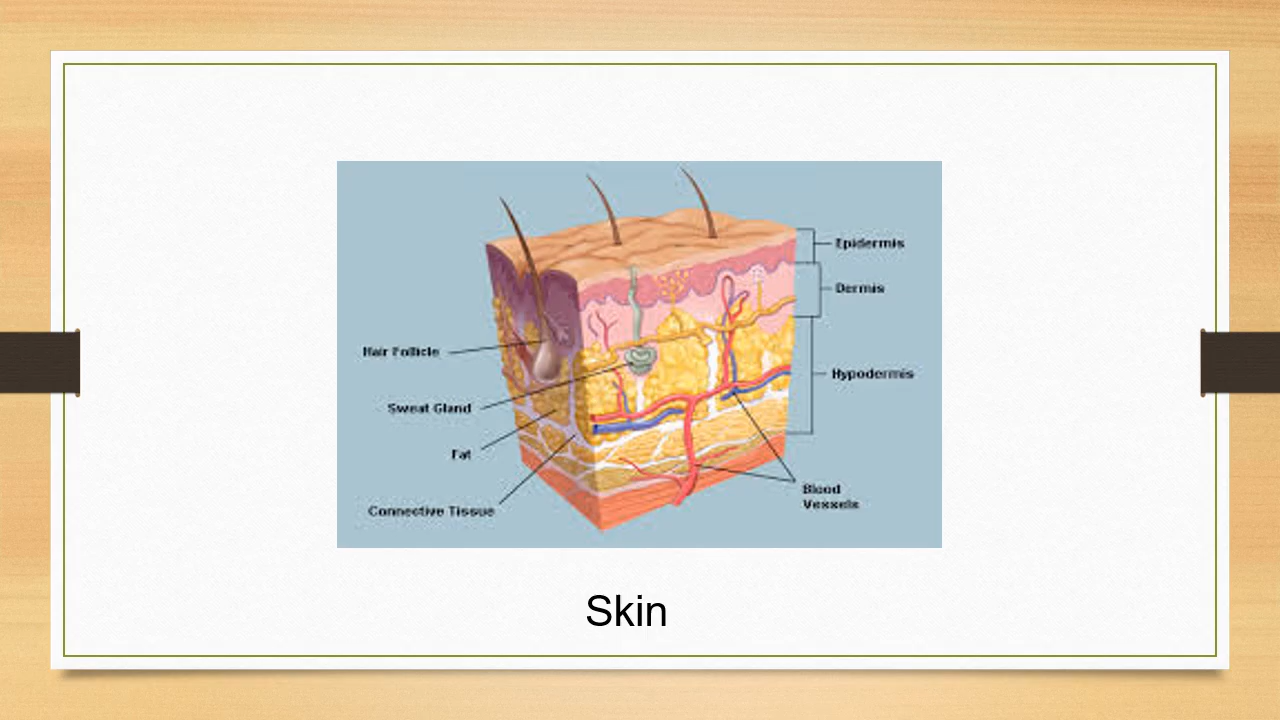 Epidermis
Dermis
Hair Follicle
Hypodermis
Sweat Gland
Fat
Blood
Vessels
Connective Tissue
Skin